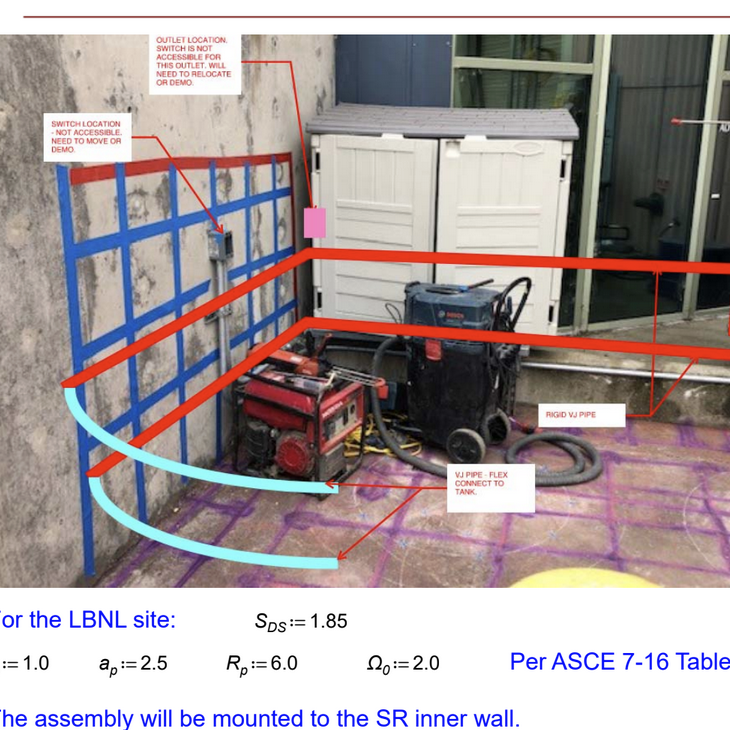 OUTLET LOCATION.
SWITCH IS NOT
ACCESSIBLE FOR
THIS OUTLET. WILL
NEED TO RELOCATE
OR DEMO.
SWITCH LOCATION
- NOT ACCESSIBLE.
NEED TO MOVE OR
DEMO.
BOSCH
RIGID VJ PIPE
VJ PIPE - FLEX
CONNECT TO
TANK.
or the LBNL site: S_DS:=1.85
:=1.0 a_p:=2.5 R_p:=6.0 Ω_0:=2.0 Per ASCE 7-16 Table
he assembly will be mounted to the SR inner wall.